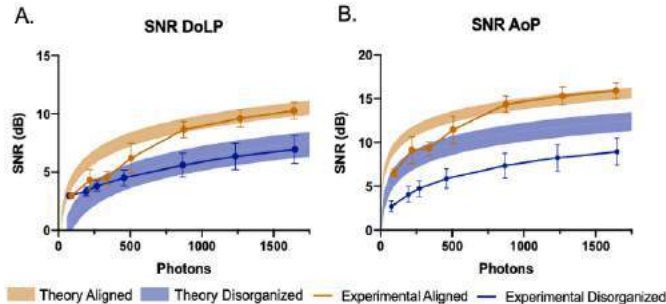 A.
SNR DoLP
15
10
5
0
SNR (dB)
0 500 1000 1500
Photons
B.
SNR AoP
20
15
10
5
0
SNR (dB)
0 500 1000 1500
Photons
Theory Aligned Theory Disorganized Experimental Aligned Experimental Disorganized